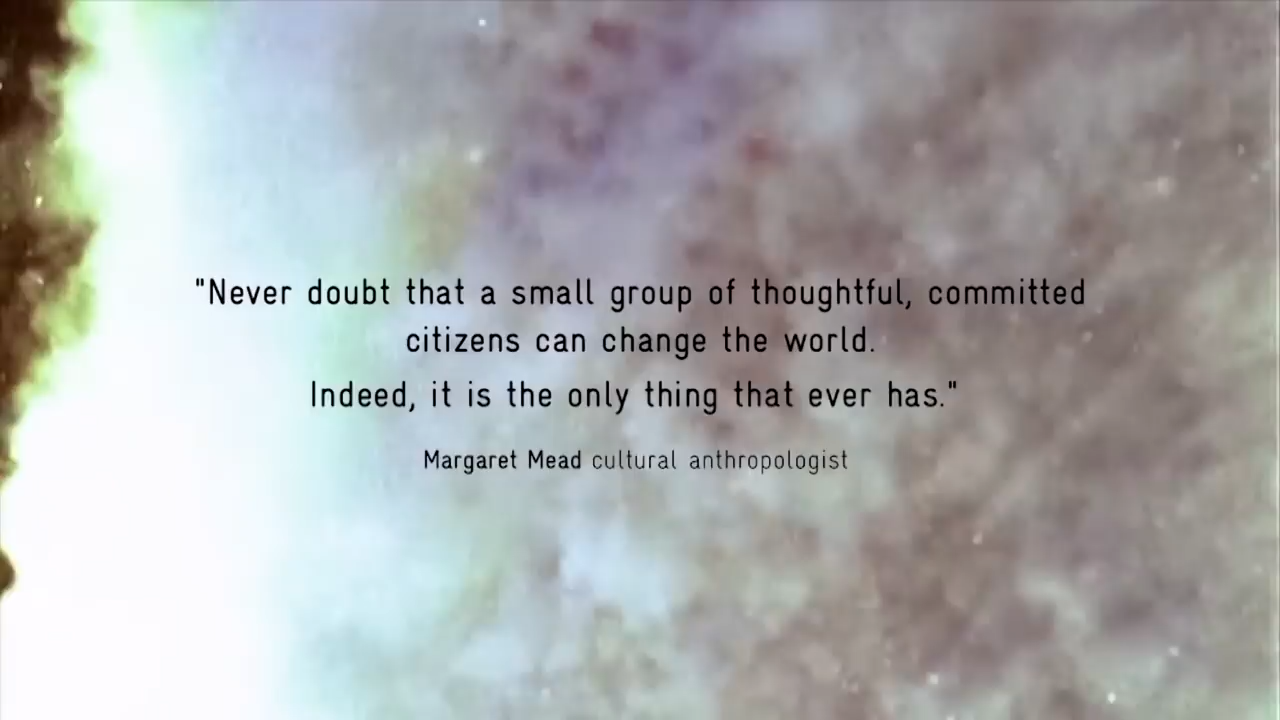 "Never doubt that a small group of thoughtful, committed
citizens can change the world.
Indeed, it is the only thing that ever has."
Margaret Mead cultural anthropologist